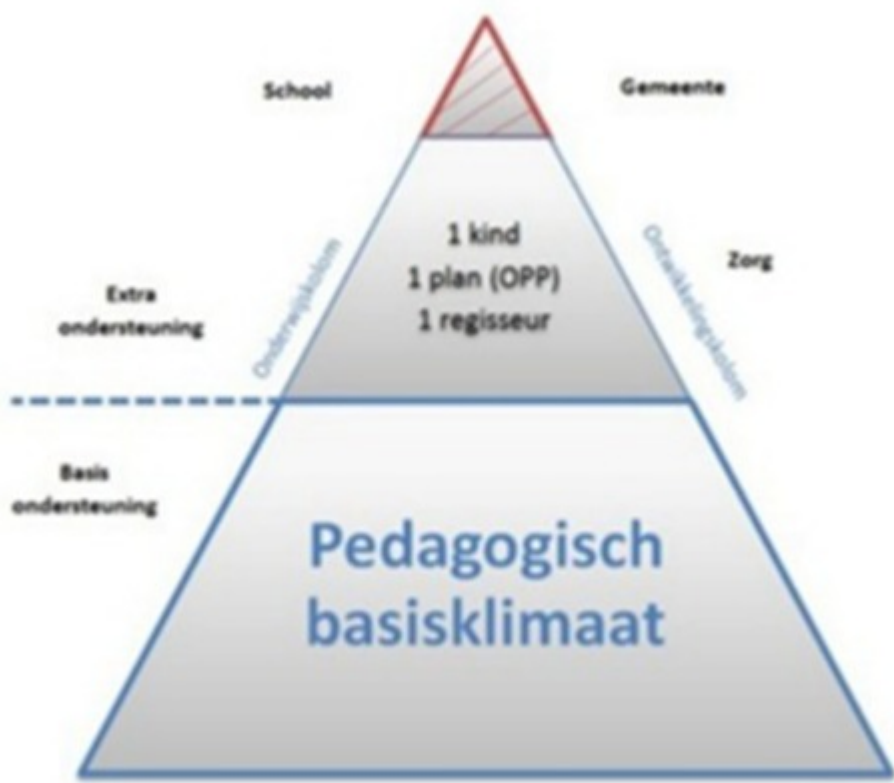 School
Gemeente
1 kind
1 plan (OPP)
1 regisseur
Onderwijskolom
Ontwikkelingskolom
Zorg
Extra
ondersteuning
Basis
ondersteuning
Pedagogisch
basisklimaat